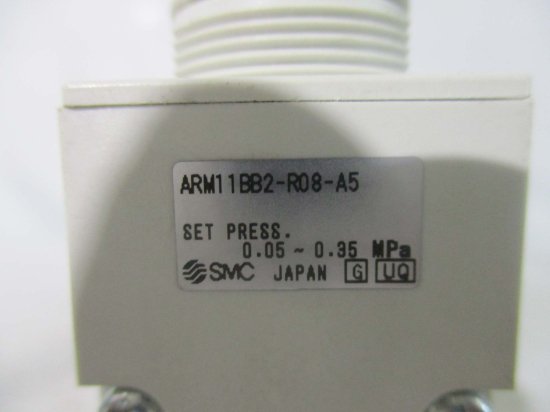 ARM11BB2-R08-A5
SET PRESS.
0.05 ~ 0.35 MPa
SMC JAPAN G UQ